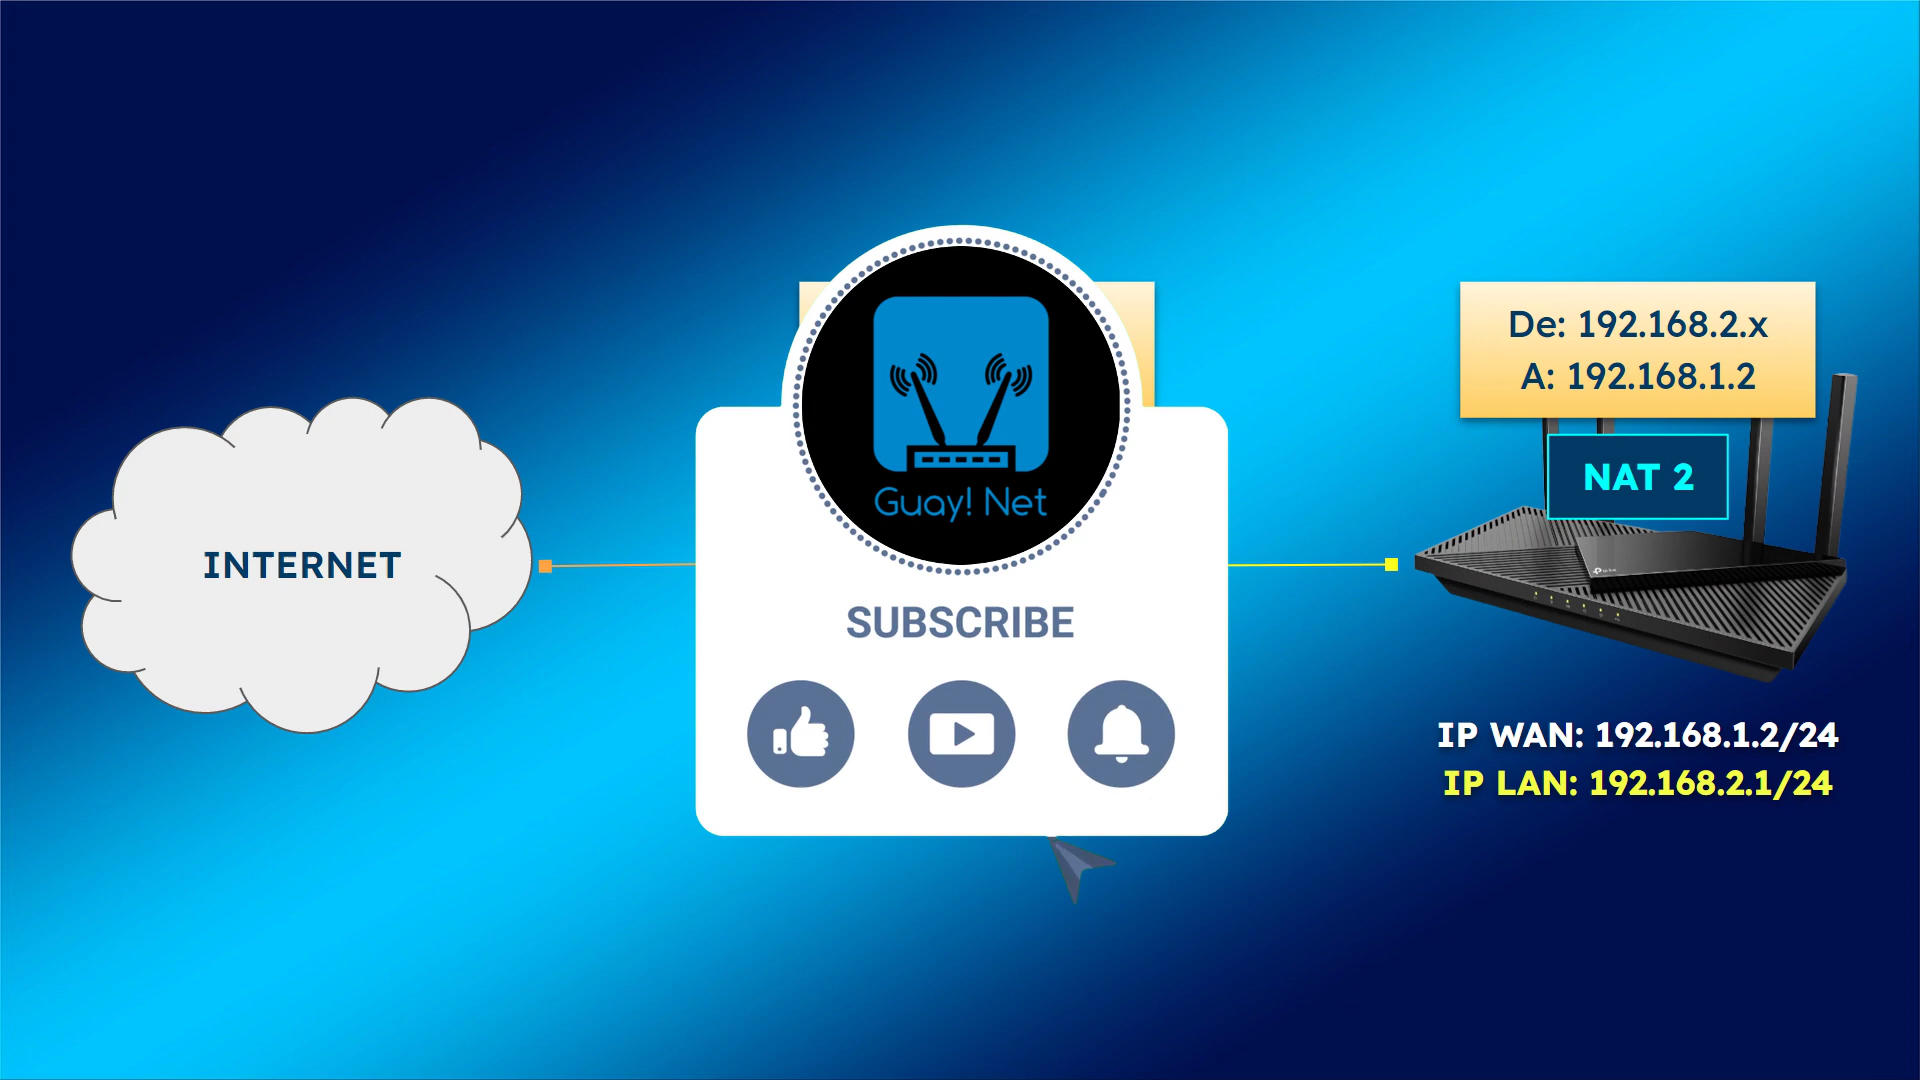 INTERNET
Guay! Net
SUBSCRIBE
De: 192.168.2.x
A: 192.168.1.2
NAT 2
IP WAN: 192.168.1.2/24
IP LAN: 192.168.2.1/24